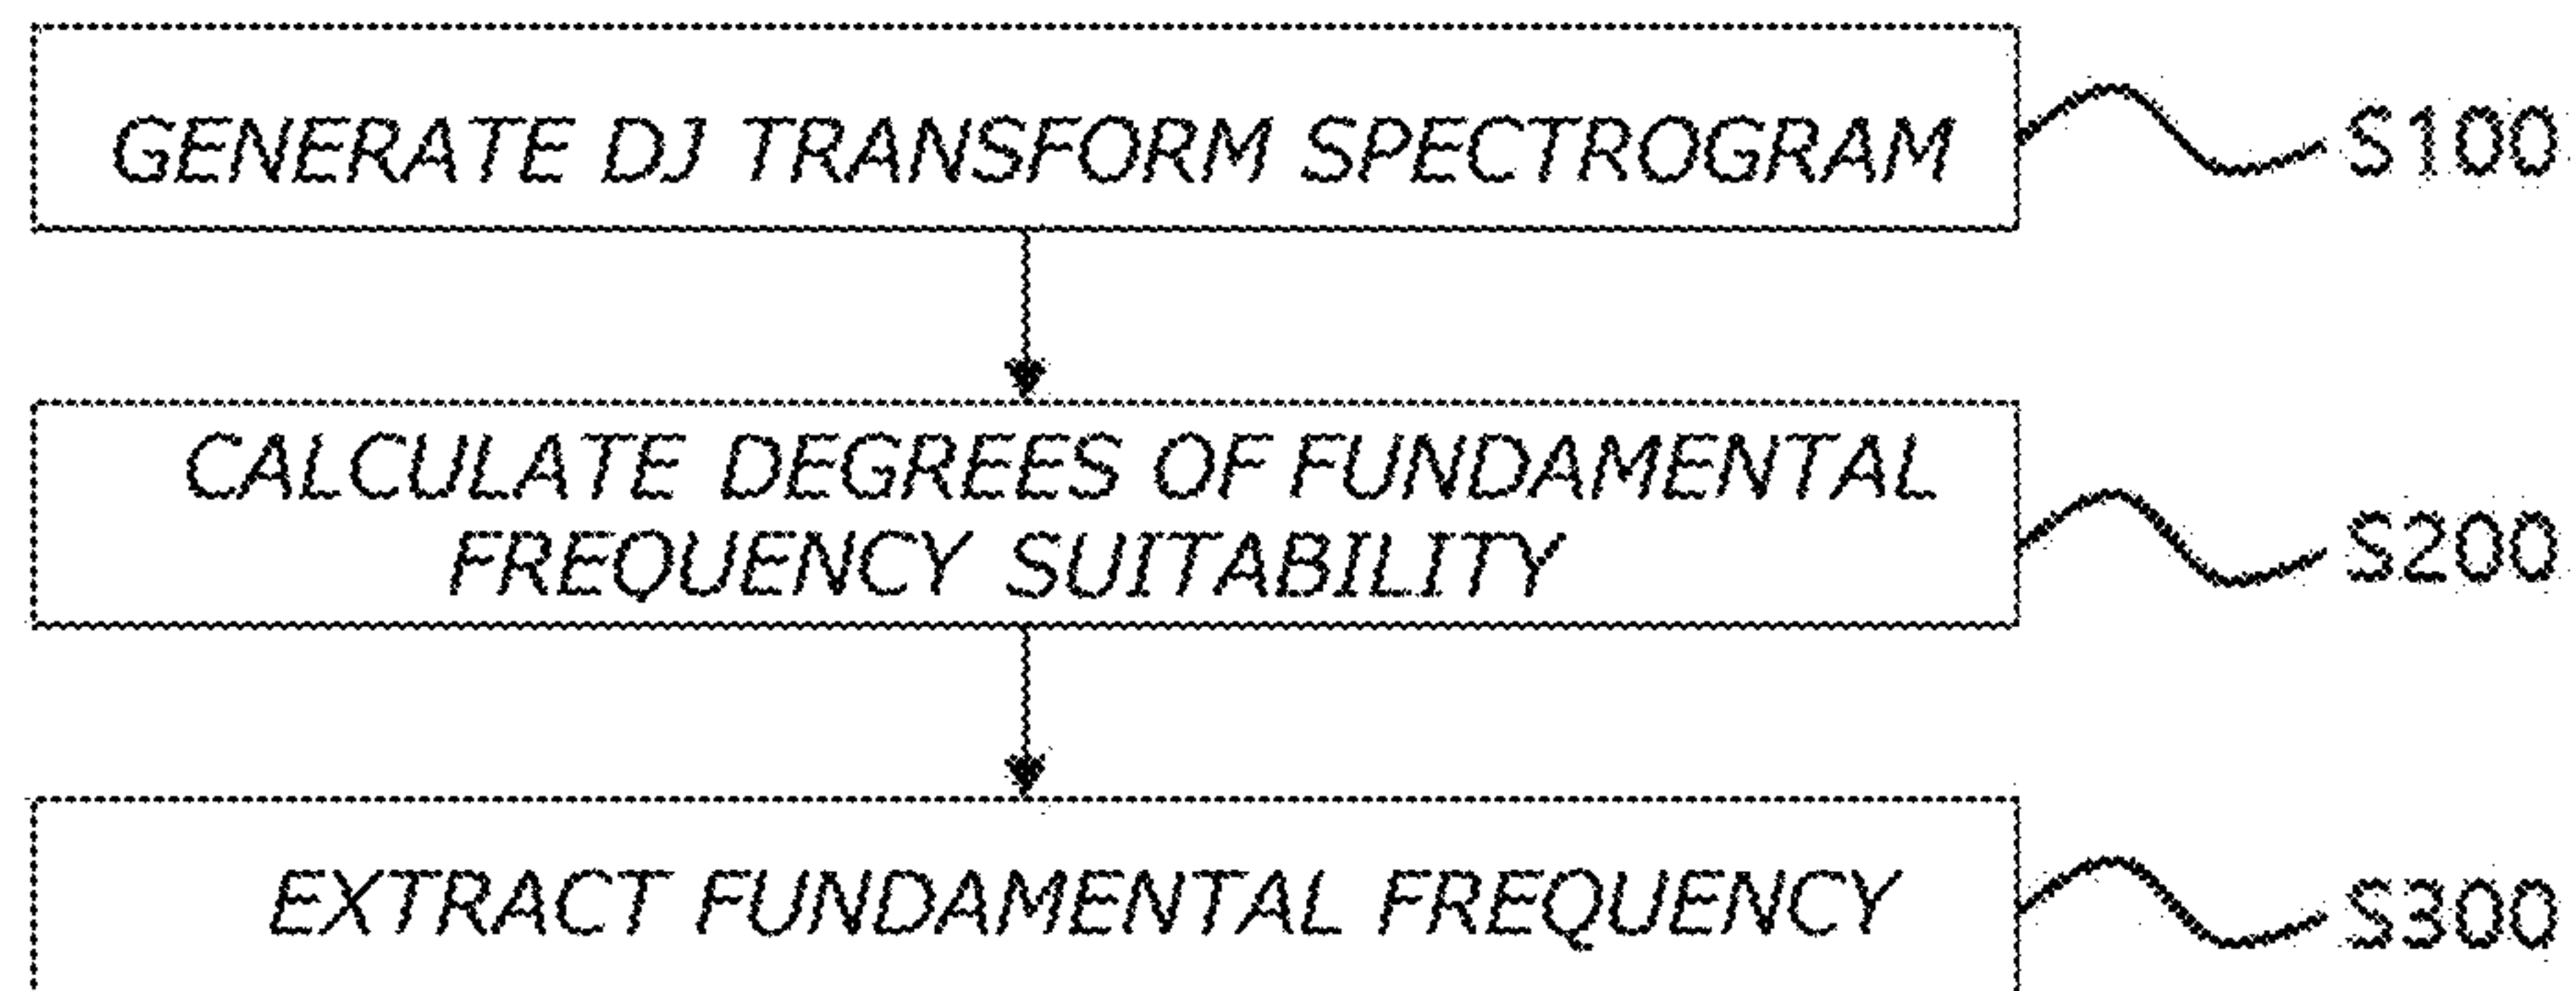 GENERATE DJ TRANSFORM SPECTROGRAM S100
CALCULATE DEGREES OF FUNDAMENTAL
FREQUENCY SUITABILITY S200
EXTRACT FUNDAMENTAL FREQUENCY S300